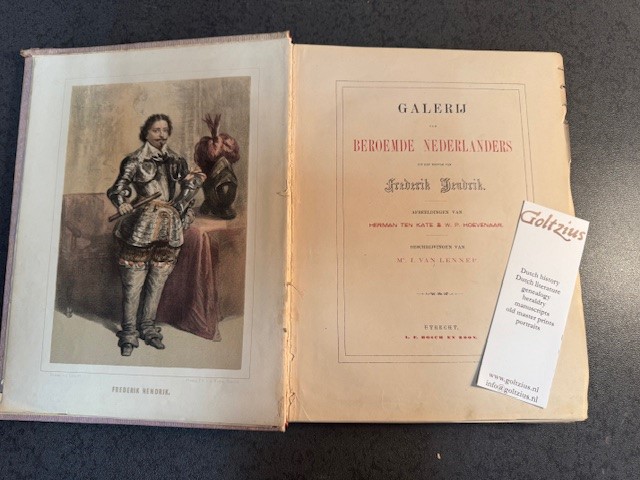 FREDERIK HENDRIK.
GALERIJ
VAN
BEROEMDE NEDERLANDERS
UIT HET TIJDVAK VAN
Frederik Hendrik.
AFBEELDINGEN VAN
HERMAN TEN KATE & W. P. HOEVENAAR.
BESCHRIJVINGEN VAN
Mr. J. VAN LENNEP.
UTRECHT,
L. E. BOSCH EN ZOON.
Goltzius
Dutch history
Dutch literature
genealogy
heraldry
manuscripts
old master prints
portraits
www.goltzius.nl
info@goltzius.nl